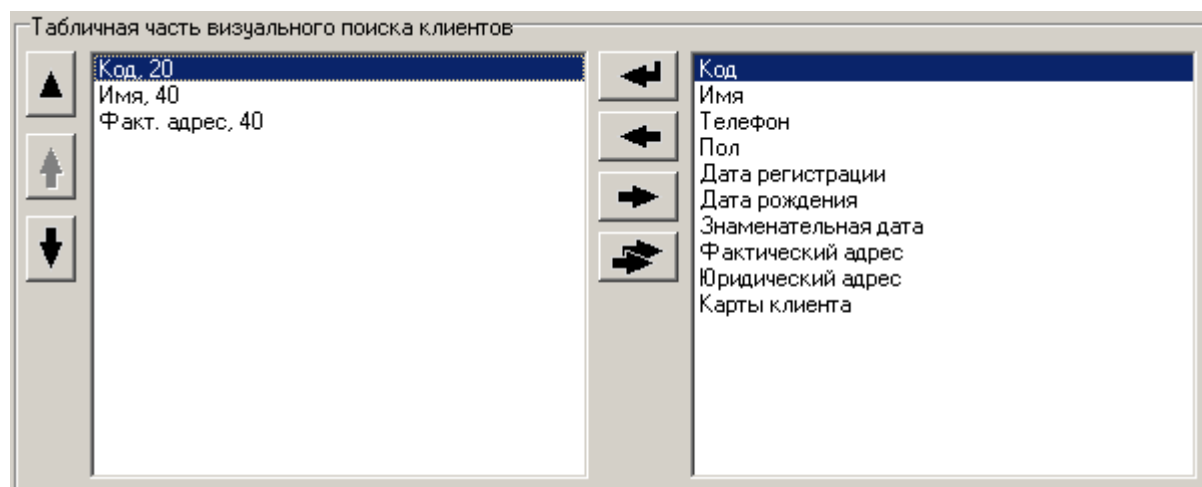 Табличная часть визуального поиска клиентов
Код, 20
Имя, 40
Факт. адрес, 40
Код
Имя
Телефон
Пол
Дата регистрации
Дата рождения
Знаменательная дата
Фактический адрес
Юридический адрес
Карты клиента